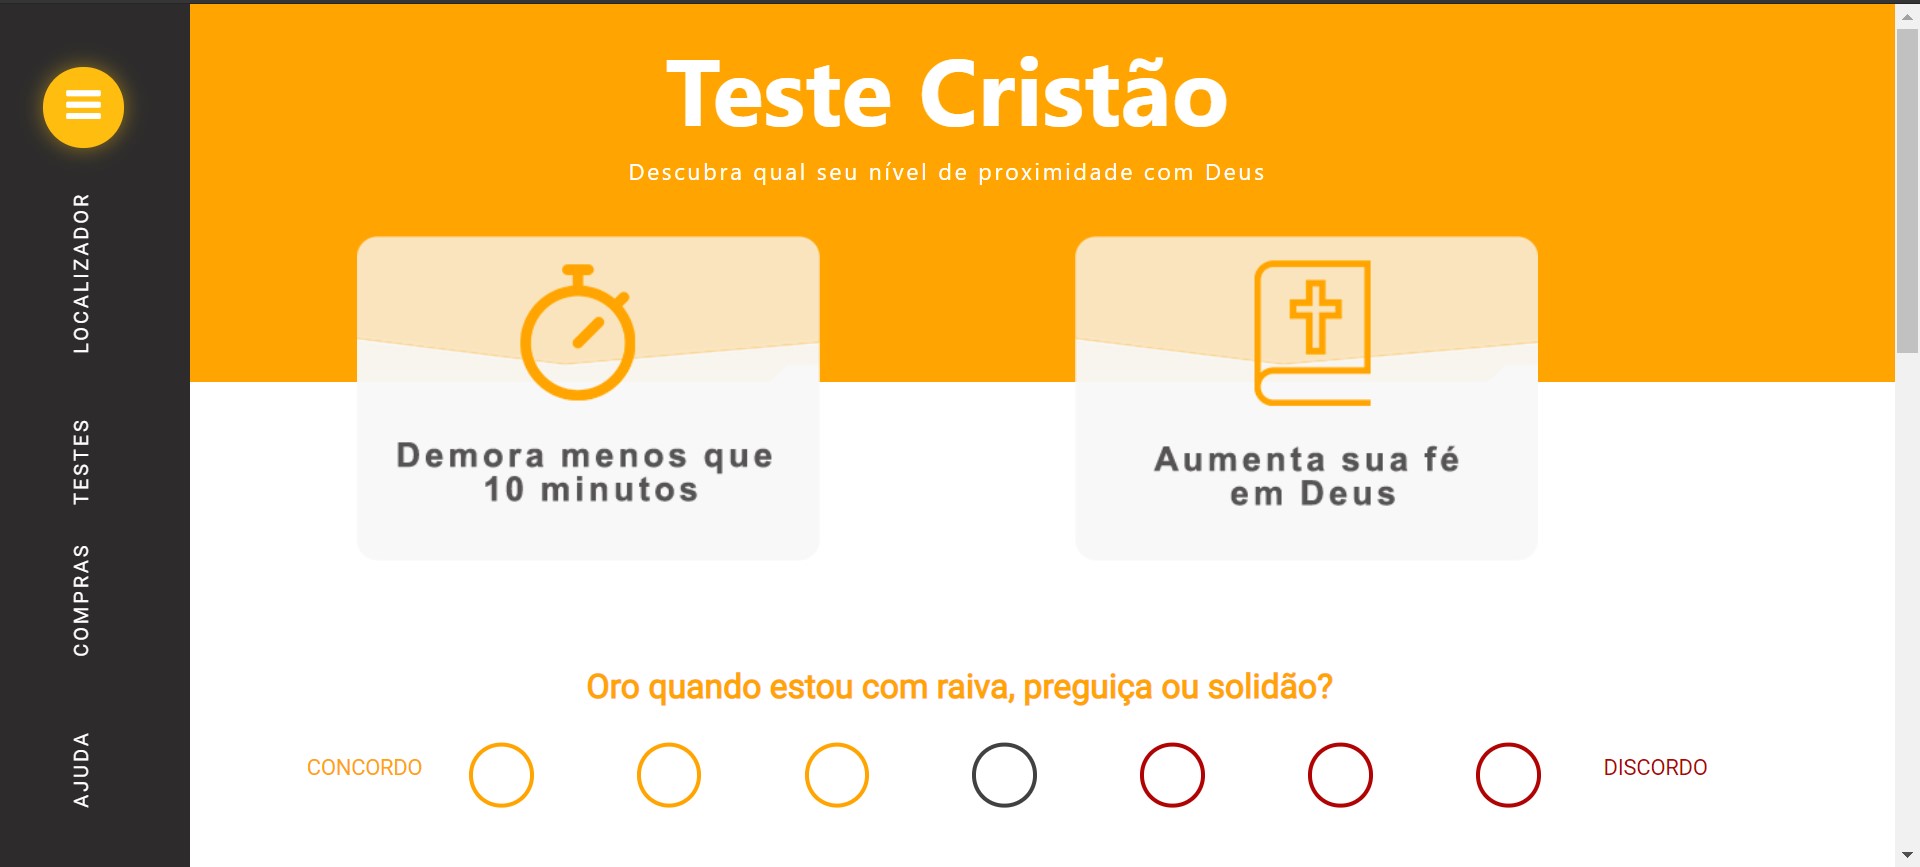 Teste Cristão
Descubra qual seu nível de proximidade com Deus
LOCALIZADOR
TESTES
COMPRAS
AJUDA
Demora menos que
10 minutos
Aumenta sua fé
em Deus
Oro quando estou com raiva, preguiça ou solidão?
CONCORDO
DISCORDO